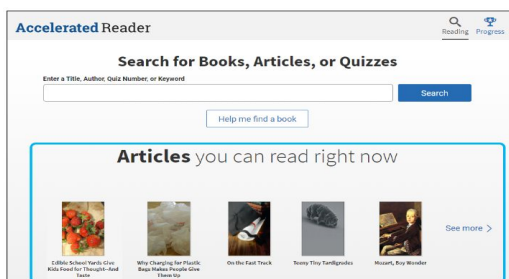 Accelerated Reader
Reading Progress
Search for Books, Articles, or Quizzes
Enter a Title, Author, Quiz Number, or Keyword
Search
Help me find a book
Articles you can read right now
Edible School Yards Give
Kids Food for Thought--And
Taste
Why Charging for Plastic
Bags Makes People Give
Them Up
On the Fast Track
Teeny Tiny Tardigrades
Mozart, Boy Wonder
See more >